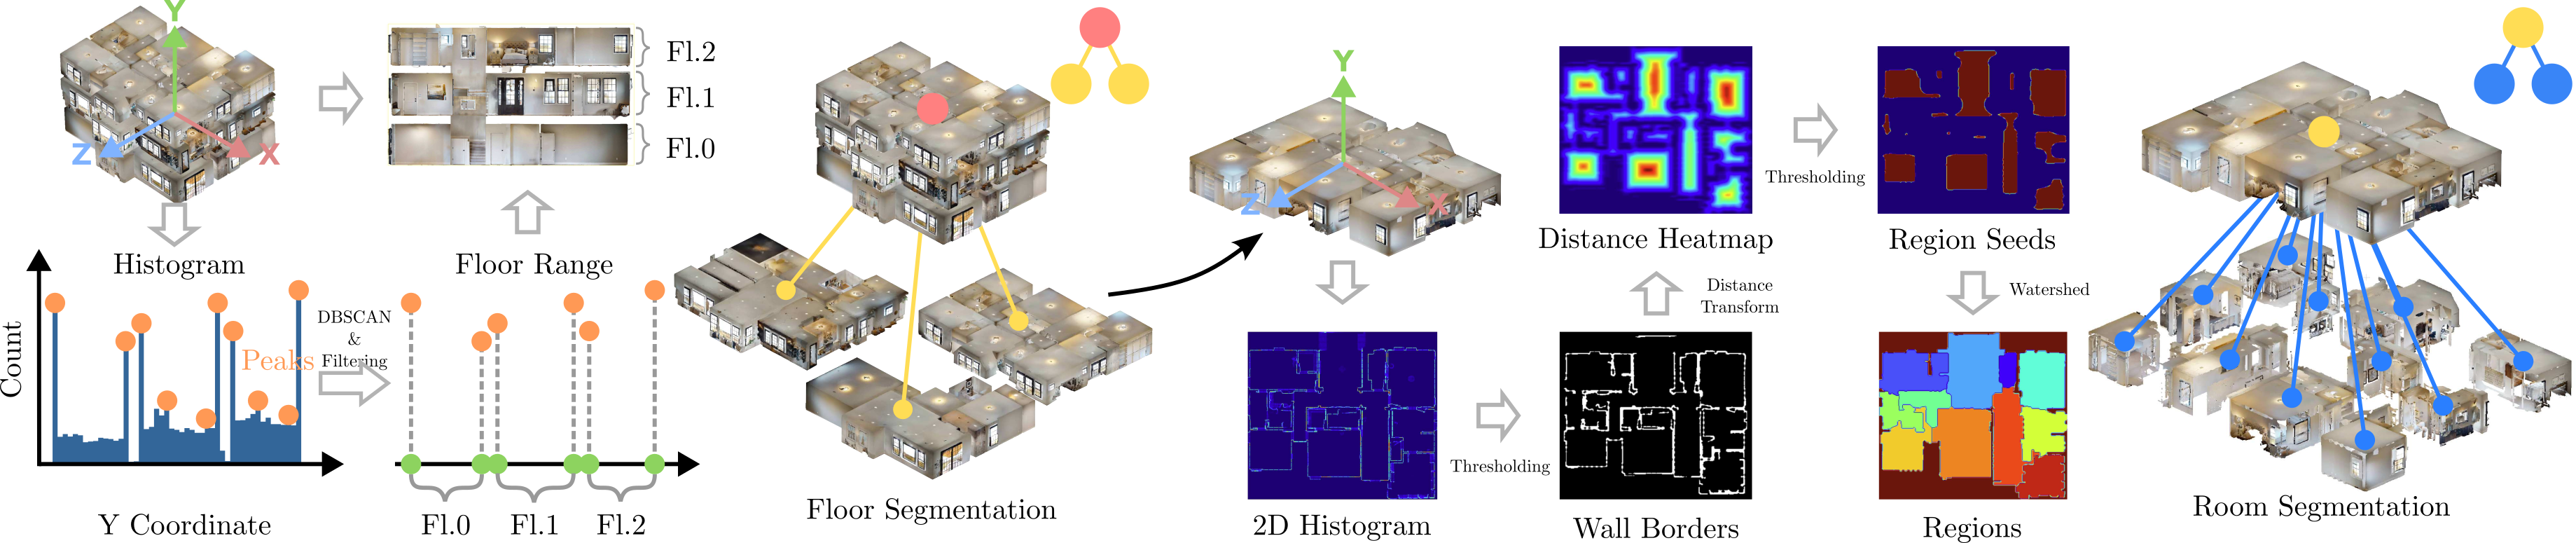 Y
Z
X
Histogram
Count
Peaks
Y Coordinate
DBSCAN
&
Filtering
Fl.2
Fl.1
Fl.0
Floor Range
Fl.0
Fl.1
Fl.2
Floor Segmentation
Y
Z
X
2D Histogram
Thresholding
Wall Borders
Distance
Transform
Distance Heatmap
Thresholding
Region Seeds
Watershed
Regions
Room Segmentation